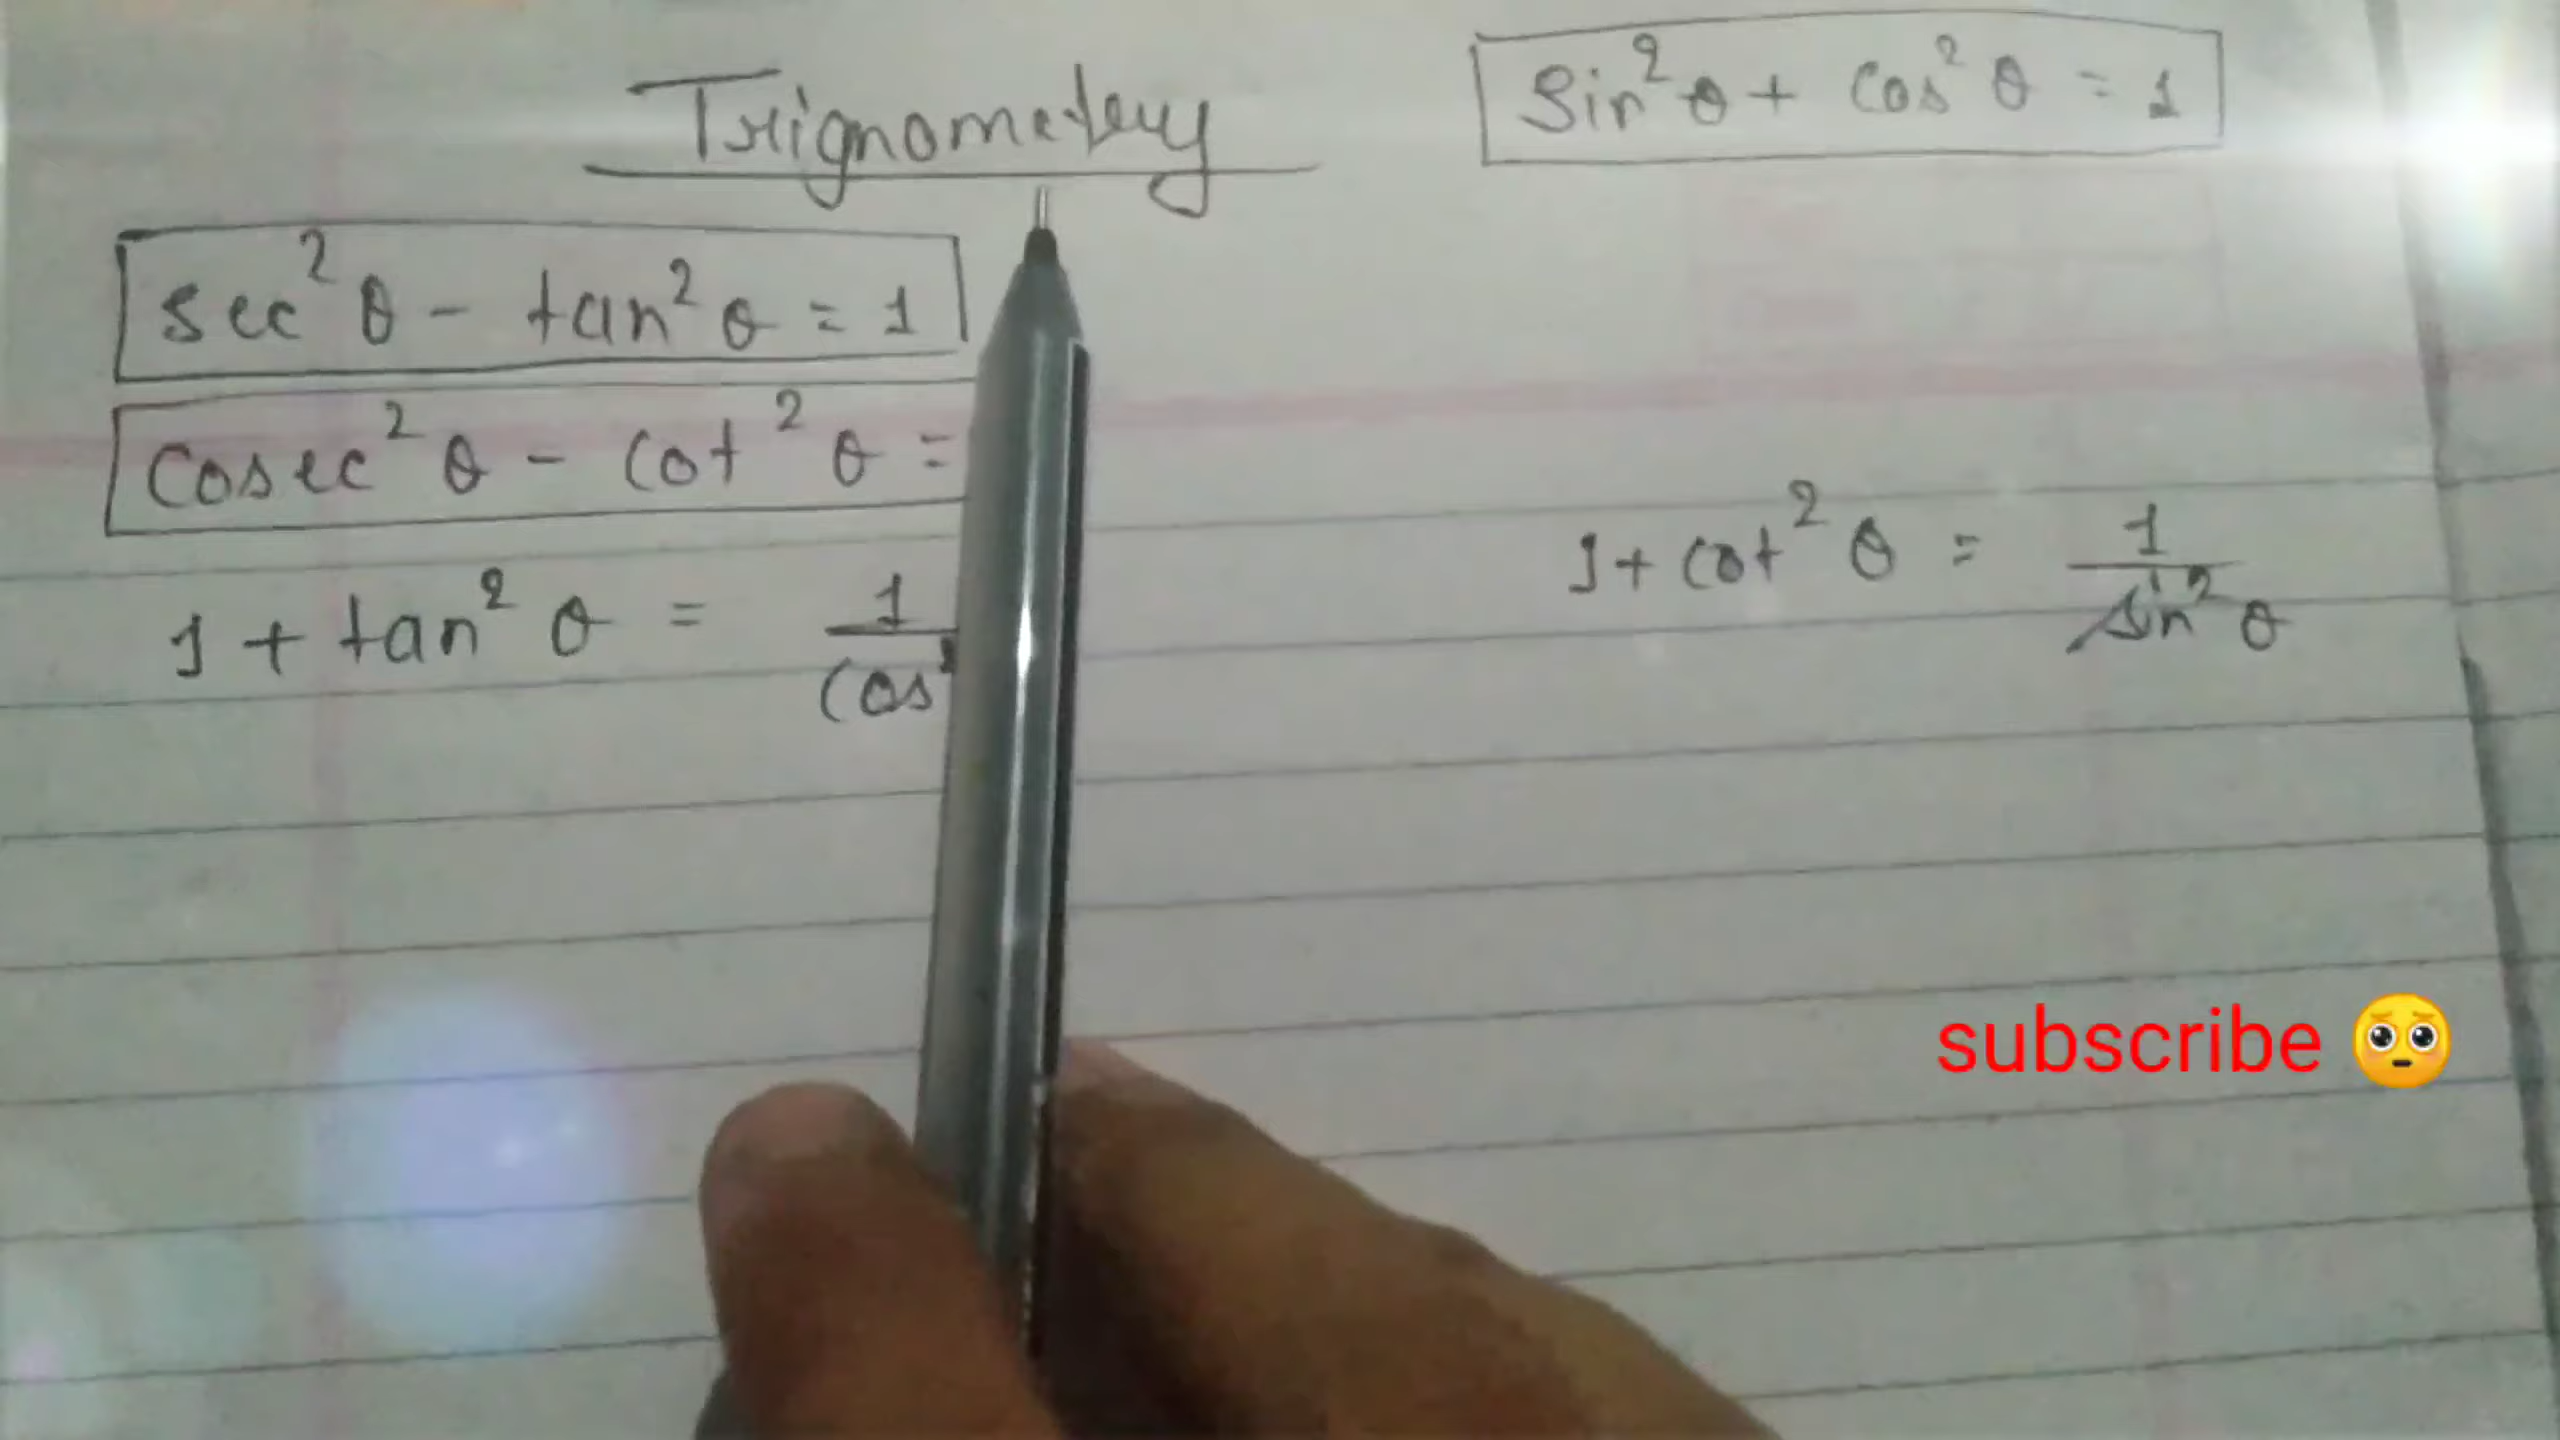 Trignometry
Sin²θ + Cos²θ = 1
sec²θ - tan²θ = 1
Cosec²θ - Cot²θ =
1 + tan²θ = 1/Cos
1 + Cot²θ = 1/sin²θ
subscribe 🥺